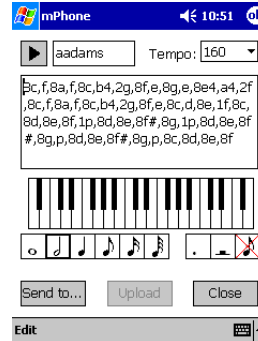 mPhone 10:51 ok
aadams Tempo: 160
8c,f,8a,f,8c,b4,2g,8f,e,8g,e,8e4,a4,2f
,8c,f,8a,f,8c,b4,2g,8f,e,8c,d,8e,1f,8c,
8d,8e,8f,1p,8d,8e,8f#,8g,1p,8d,8e,8f
#,8g,p,8d,8e,8f#,8g,p,8c,8d,8e,8f
Send to... Upload Close
Edit